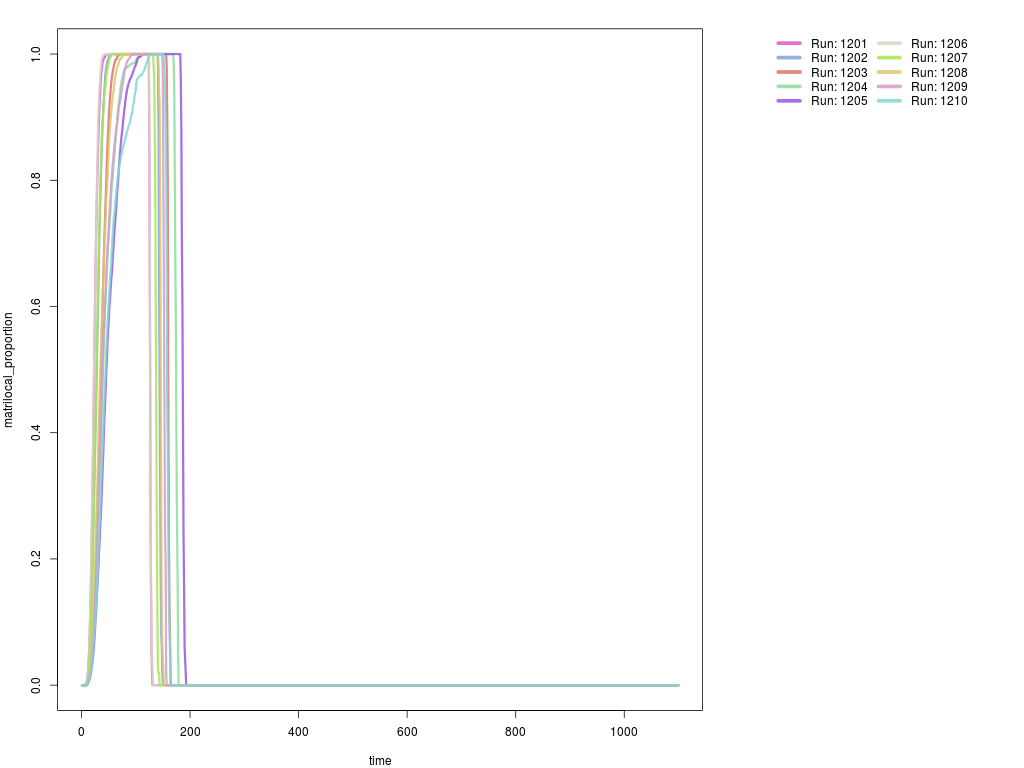 1.0
0.8
0.6
0.4
0.2
0.0
matrilocal_proportion
0 200 400 600 800 1000
time
Run: 1201 Run: 1206
Run: 1202 Run: 1207
Run: 1203 Run: 1208
Run: 1204 Run: 1209
Run: 1205 Run: 1210